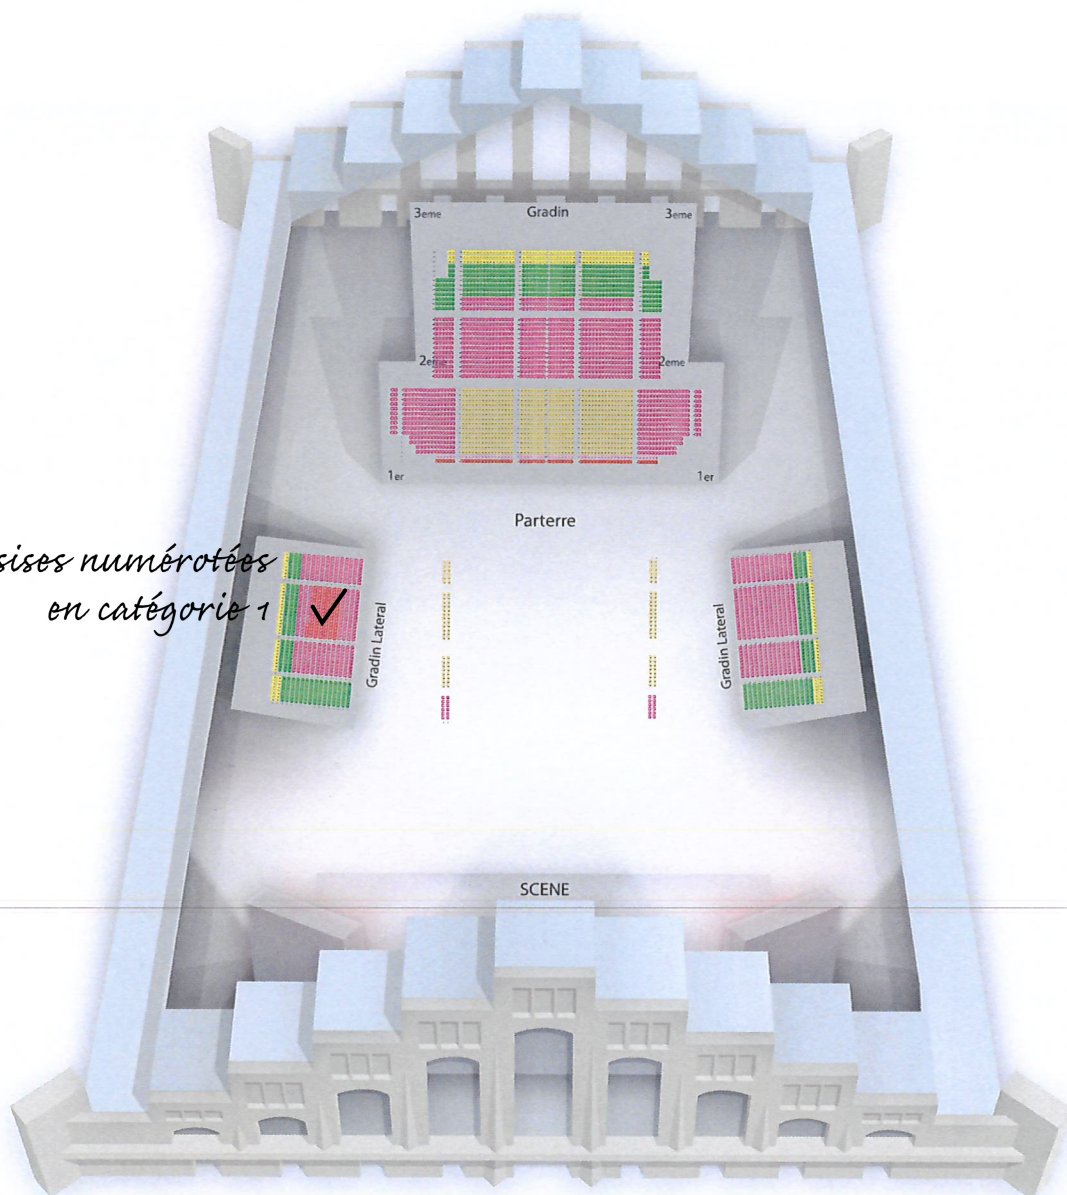 3eme Gradin 3eme
2eme 2eme
1er 1er
Parterre
sises numérotées
en catégorie 1
Gradin Lateral
Gradin Lateral
SCENE